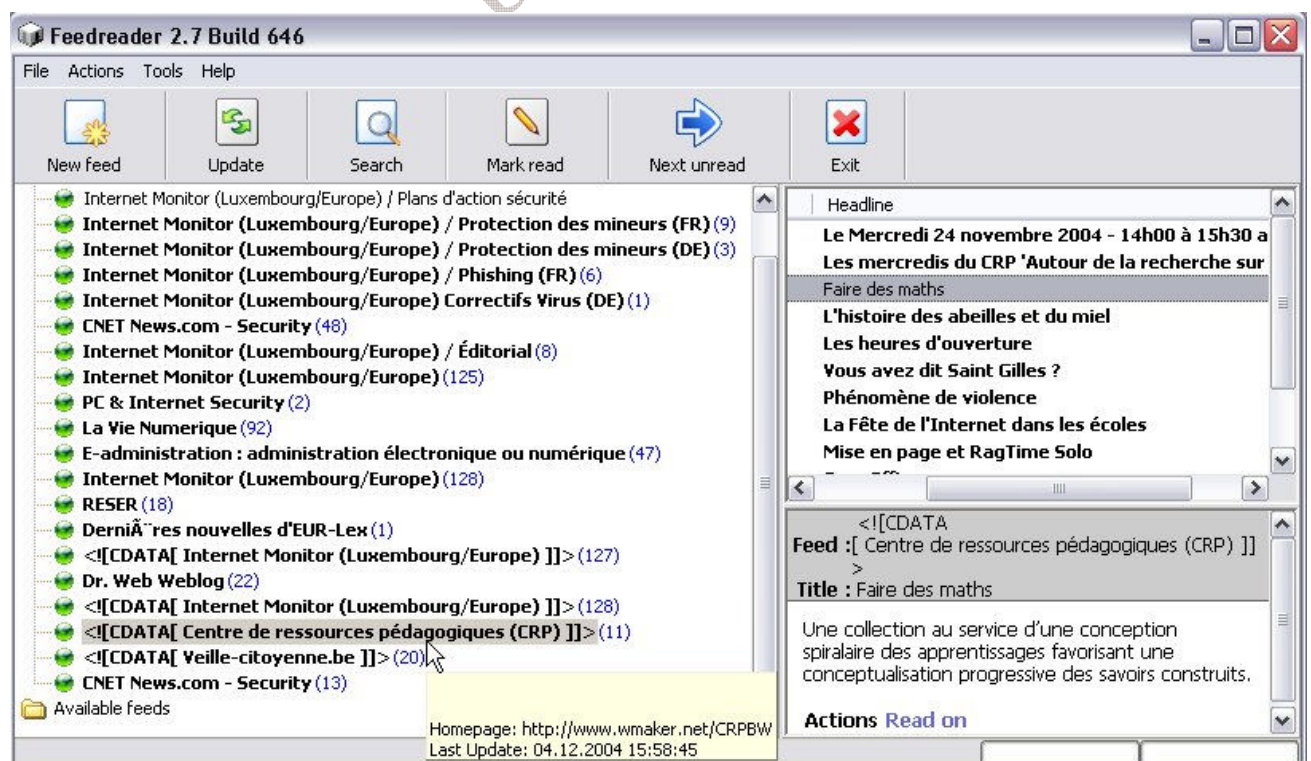 Feedreader 2.7 Build 646
File Actions Tools Help
New feed Update Search Mark read Next unread Exit
Internet Monitor (Luxembourg/Europe) / Plans d'action sécurité
Internet Monitor (Luxembourg/Europe) / Protection des mineurs (FR) (9)
Internet Monitor (Luxembourg/Europe) / Protection des mineurs (DE) (3)
Internet Monitor (Luxembourg/Europe) / Phishing (FR) (6)
Internet Monitor (Luxembourg/Europe) Correctifs Virus (DE) (1)
CNET News.com - Security (48)
Internet Monitor (Luxembourg/Europe) / Éditorial (8)
Internet Monitor (Luxembourg/Europe) (125)
PC & Internet Security (2)
La Vie Numerique (92)
E-administration : administration électronique ou numérique (47)
Internet Monitor (Luxembourg/Europe) (128)
RESER (18)
DerniÃ¨res nouvelles d'EUR-Lex (1)
<![CDATA[ Internet Monitor (Luxembourg/Europe) ]]> (127)
Dr. Web Weblog (22)
<![CDATA[ Internet Monitor (Luxembourg/Europe) ]]> (128)
<![CDATA[ Centre de ressources pédagogiques (CRP) ]]> (11)
<![CDATA[ Veille-citoyenne.be ]]> (20)
CNET News.com - Security (13)
Available feeds
Homepage: http://www.wmaker.net/CRPBW
Last Update: 04.12.2004 15:58:45
Headline
Le Mercredi 24 novembre 2004 - 14h00 à 15h30 a
Les mercredis du CRP 'Autour de la recherche sur
Faire des maths
L'histoire des abeilles et du miel
Les heures d'ouverture
Vous avez dit Saint Gilles ?
Phénomène de violence
La Fête de l'Internet dans les écoles
Mise en page et RagTime Solo
<![CDATA
Feed :[ Centre de ressources pédagogiques (CRP) ]]
>
Title : Faire des maths
Une collection au service d'une conception
spiralaire des apprentissages favorisant une
conceptualisation progressive des savoirs construits.
Actions Read on